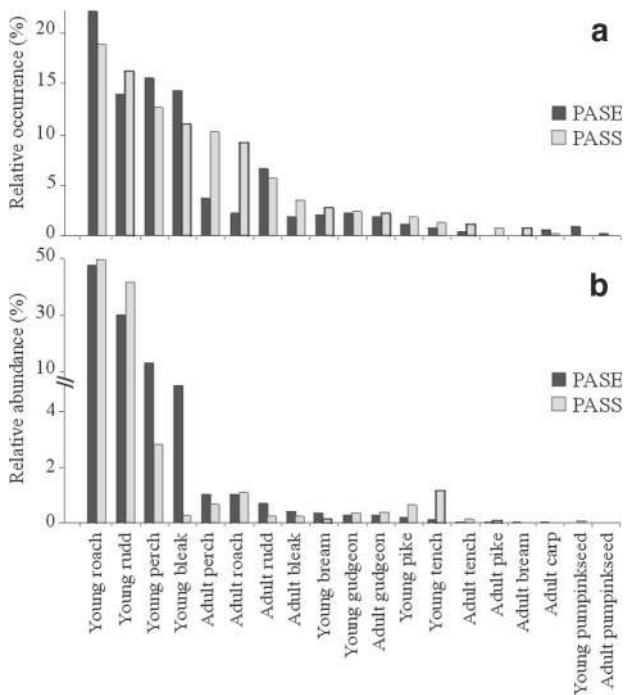 a
Relative occurrence (%)
20
15
10
5
0
PASE
PASS
b
Relative abundance (%)
50
30
10
4
2
0
PASE
PASS
Young roach
Young rudd
Young perch
Young bleak
Adult perch
Adult roach
Adult rudd
Adult bleak
Young bream
Young gudgeon
Adult gudgeon
Young pike
Young tench
Adult tench
Adult pike
Adult bream
Adult carp
Young pumpinkseed
Adult pumpinkseed